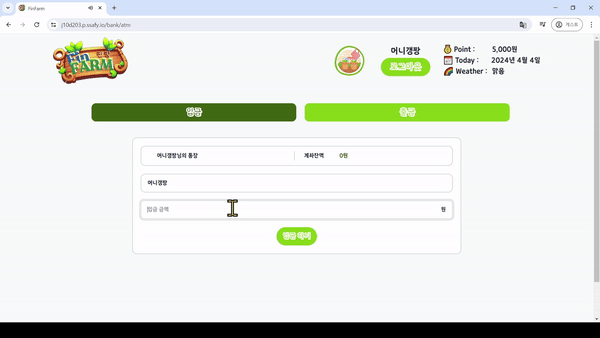 FinFarm
j10d203.p.ssafy.io/bank/atm
게스트
Fin
FARM
머니갱팡
로그아웃
Point : 5,000원
Today : 2024년 4월 4일
Weather : 맑음
입금
출금
머니갱팡님의 통장
계좌잔액 0원
머니갱팡
입금 금액
원
입금 하기